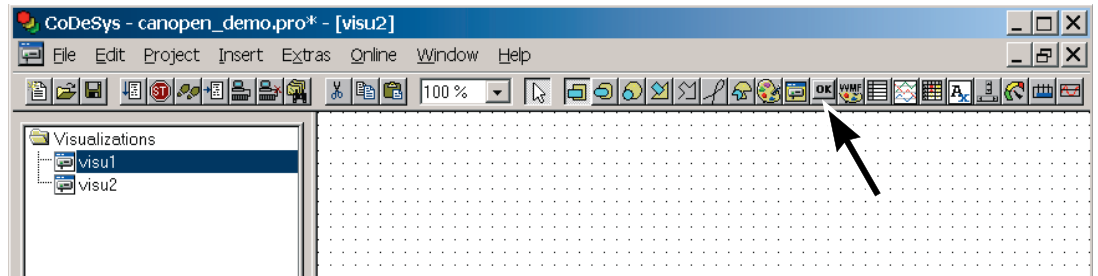 CoDeSys - canopen_demo.pro* - [visu2]
File Edit Project Insert Extras Online Window Help
100 % OK WMF A x
Visualizations
visu1
visu2